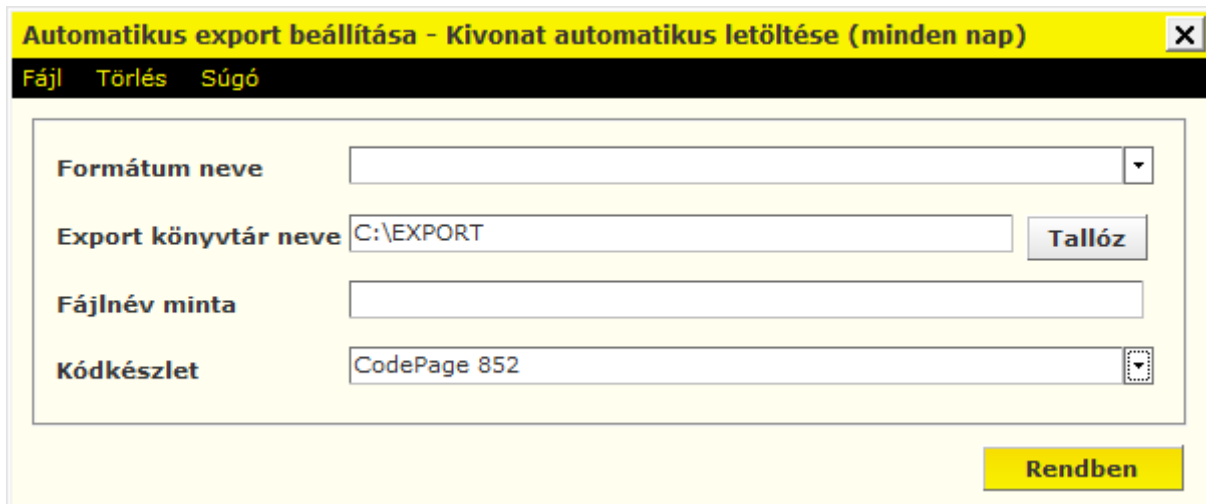 Automatikus export beállítása - Kivonat automatikus letöltése (minden nap)
Fájl Törlés Súgó
Formátum neve
Export könyvtár neve C:\EXPORT Tallóz
Fájlnév minta
Kódkészlet CodePage 852
Rendben